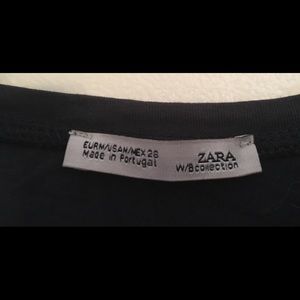 EUR M/USA M/MEX 28
Made in Portugal
ZARA
W/B collection